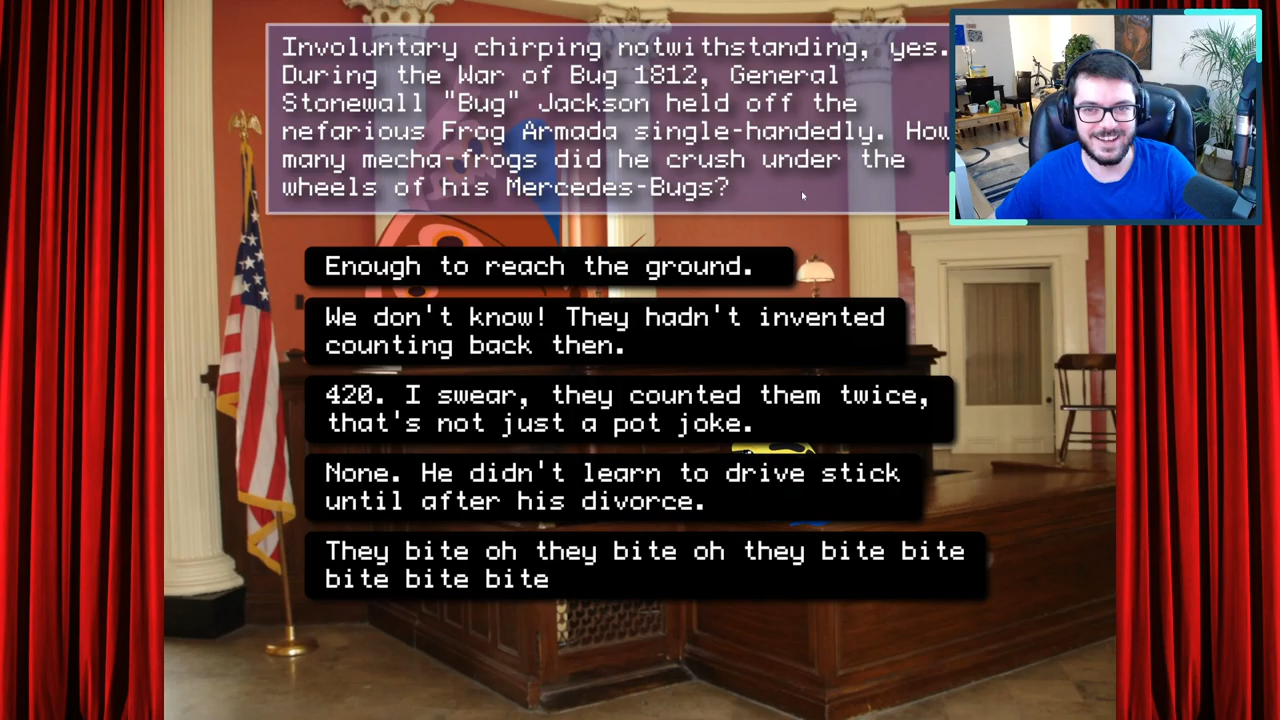 Involuntary chirping notwithstanding, yes.
During the War of Bug 1812, General
Stonewall "Bug" Jackson held off the
nefarious Frog Armada single-handedly. How
many mecha-frogs did he crush under the
wheels of his Mercedes-Bugs?
Enough to reach the ground.
We don't know! They hadn't invented
counting back then.
420. I swear, they counted them twice,
that's not just a pot joke.
None. He didn't learn to drive stick
until after his divorce.
They bite oh they bite oh they bite bite
bite bite bite